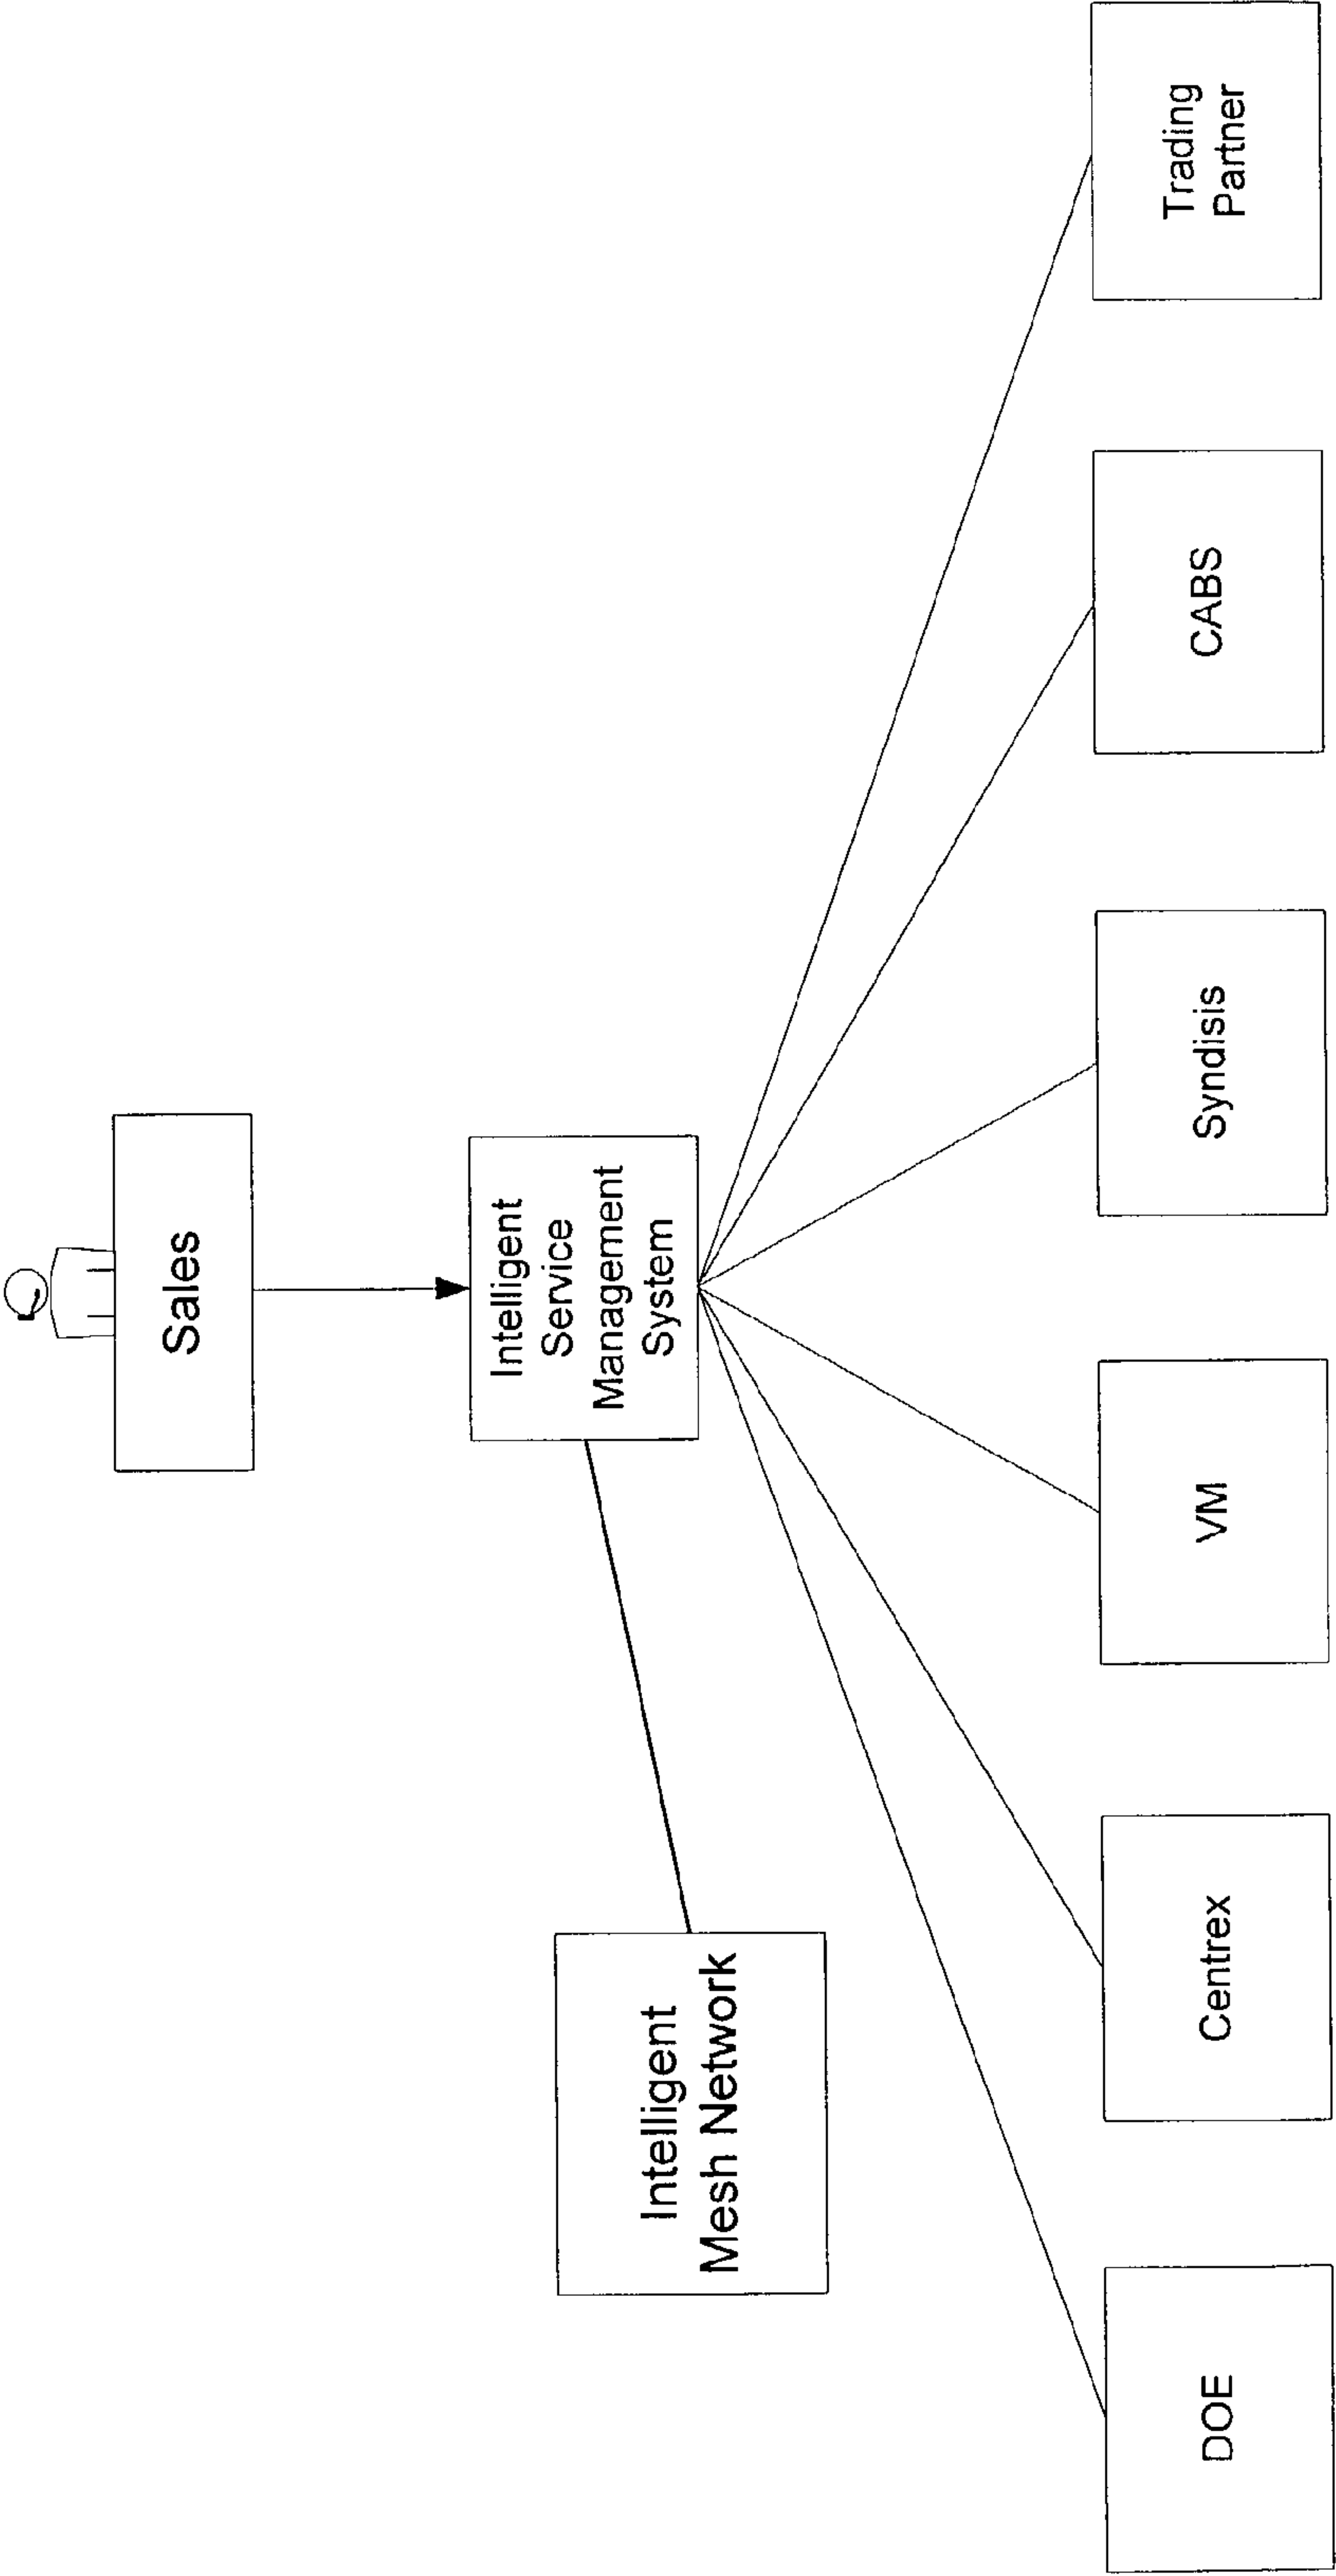 Sales
Intelligent
Service
Management
System
Intelligent
Mesh Network
DOE
Centrex
VM
Syndisis
CABS
Trading
Partner